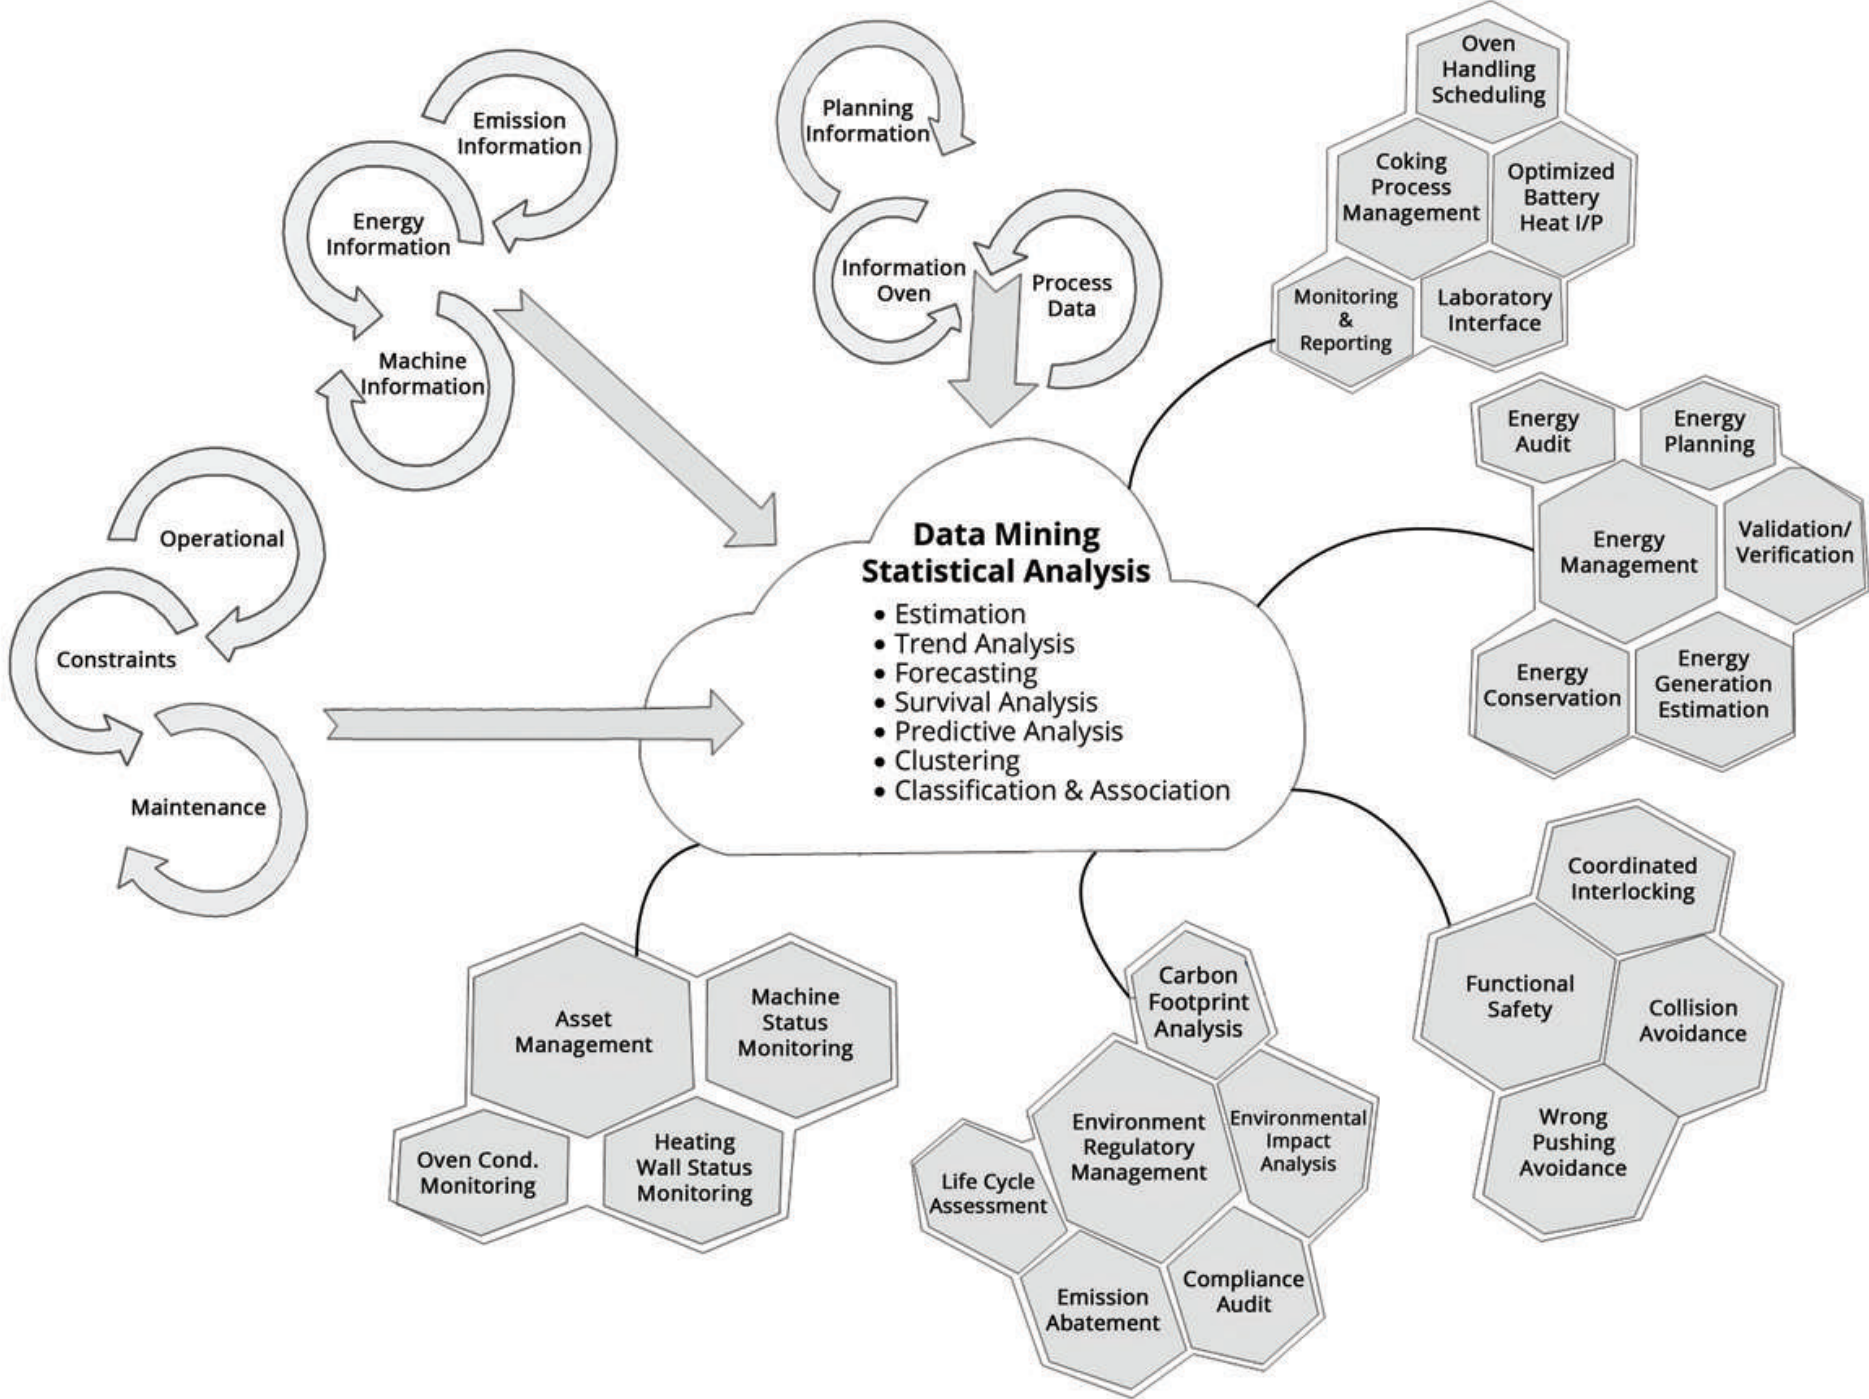 Emission
Information
Energy
Information
Machine
Information
Planning
Information
Information
Oven
Process
Data
Operational
Constraints
Maintenance
Data Mining
Statistical Analysis
• Estimation
• Trend Analysis
• Forecasting
• Survival Analysis
• Predictive Analysis
• Clustering
• Classification & Association
Oven
Handling
Scheduling
Coking
Process
Management
Optimized
Battery
Heat I/P
Monitoring
&
Reporting
Laboratory
Interface
Energy
Audit
Energy
Planning
Energy
Management
Validation/
Verification
Energy
Conservation
Energy
Generation
Estimation
Coordinated
Interlocking
Functional
Safety
Collision
Avoidance
Wrong
Pushing
Avoidance
Carbon
Footprint
Analysis
Environment
Regulatory
Management
Environmental
Impact
Analysis
Life Cycle
Assessment
Emission
Abatement
Compliance
Audit
Asset
Management
Machine
Status
Monitoring
Oven Cond.
Monitoring
Heating
Wall Status
Monitoring